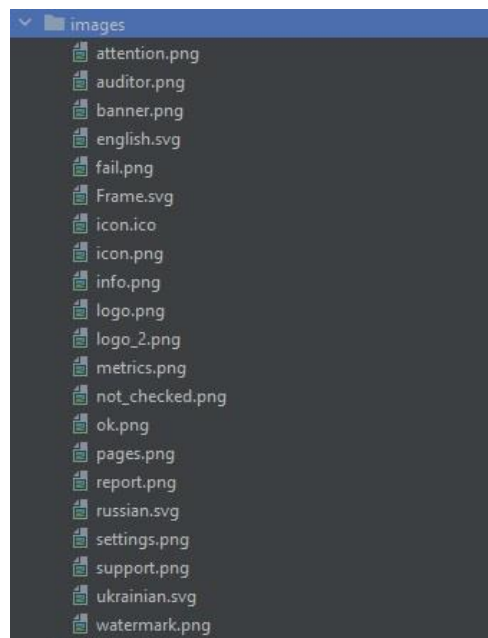 images
attention.png
auditor.png
banner.png
english.svg
fail.png
Frame.svg
icon.ico
icon.png
info.png
logo.png
logo_2.png
metrics.png
not_checked.png
ok.png
pages.png
report.png
russian.svg
settings.png
support.png
ukrainian.svg
watermark.png